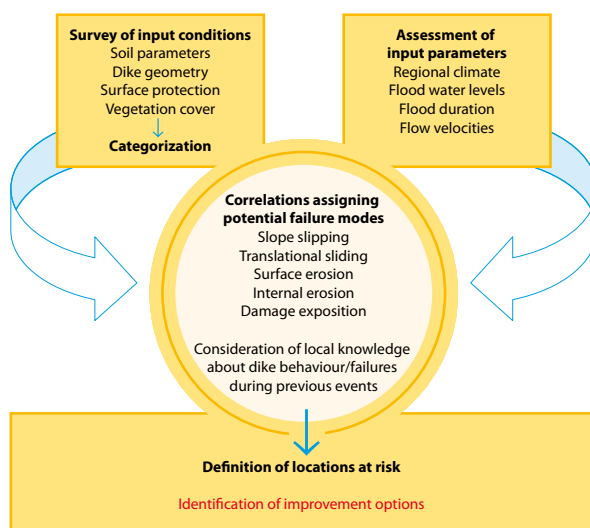 Survey of input conditions
Soil parameters
Dike geometry
Surface protection
Vegetation cover
Categorization
Assessment of
input parameters
Regional climate
Flood water levels
Flood duration
Flow velocities
Correlations assigning
potential failure modes
Slope slipping
Translational sliding
Surface erosion
Internal erosion
Damage exposition
Consideration of local knowledge
about dike behaviour/failures
during previous events
Definition of locations at risk
Identification of improvement options